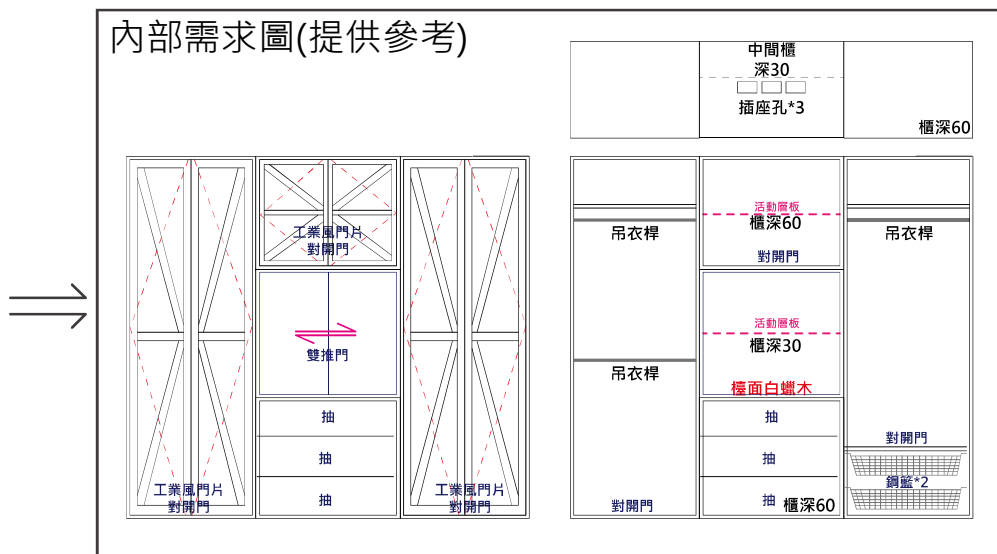 內部需求圖(提供參考)
中間櫃
深30
插座孔*3
櫃深60
工業風門片
對開門
雙推門
抽
抽
抽
工業風門片
對開門
工業風門片
對開門
吊衣桿
活動層板
櫃深60
對開門
吊衣桿
活動層板
櫃深30
吊衣桿
檯面白蠟木
抽
對開門
抽
鋼籃*2
對開門
抽
櫃深60